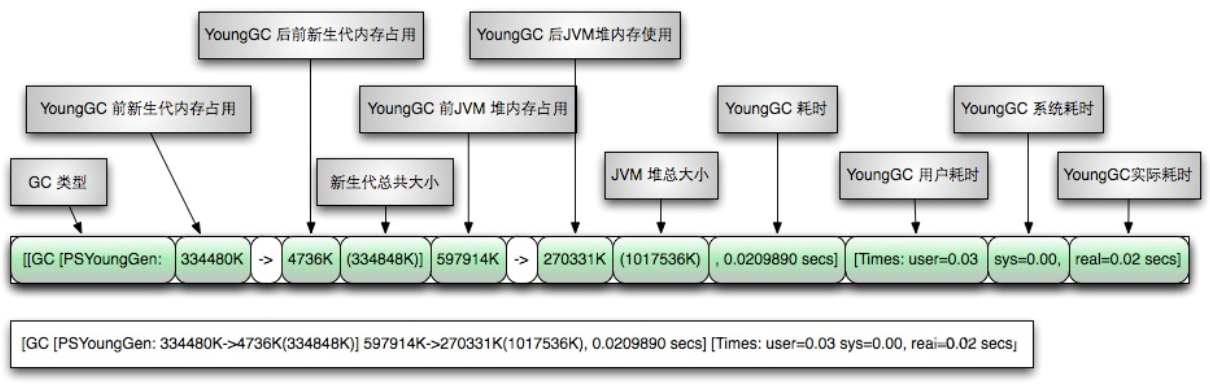 YoungGC 后前新生代内存占用
YoungGC 后JVM堆内存使用
YoungGC 前新生代内存占用
YoungGC 前JVM 堆内存占用
YoungGC 耗时
YoungGC 系统耗时
GC 类型
新生代总共大小
JVM 堆总大小
YoungGC 用户耗时
YoungGC实际耗时
[[GC [PSYoungGen: 334480K -> 4736K (334848K)] 597914K -> 270331K (1017536K) , 0.0209890 secs] [Times: user=0.03 sys=0.00, real=0.02 secs]
[GC [PSYoungGen: 334480K->4736K(334848K)] 597914K->270331K(1017536K), 0.0209890 secs] [Times: user=0.03 sys=0.00, real=0.02 secs]